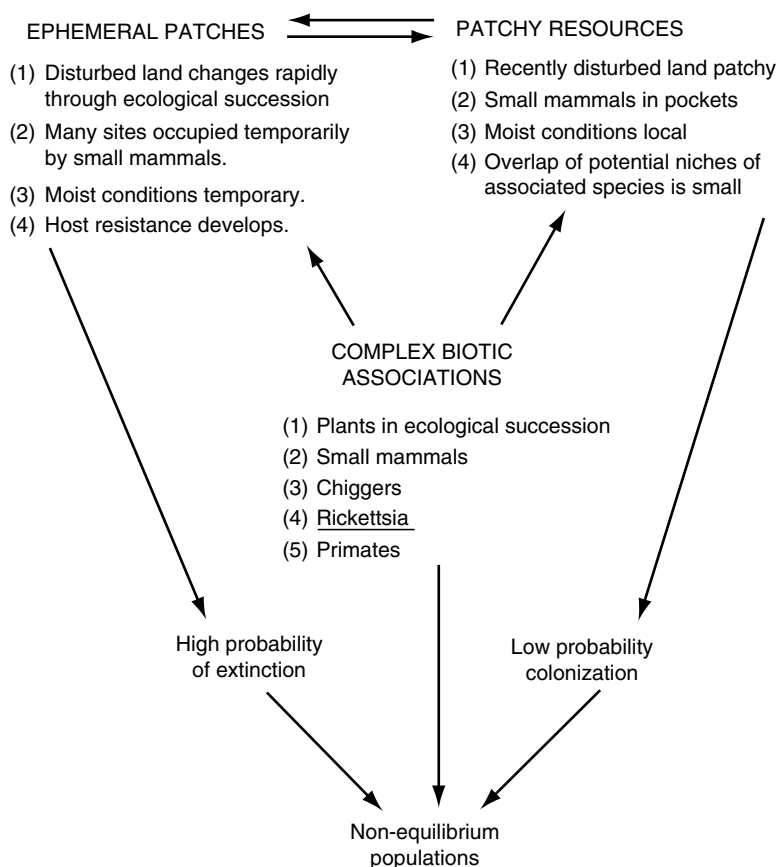 EPHEMERAL PATCHES
(1) Disturbed land changes rapidly
through ecological succession
(2) Many sites occupied temporarily
by small mammals.
(3) Moist conditions temporary.
(4) Host resistance develops.
PATCHY RESOURCES
(1) Recently disturbed land patchy
(2) Small mammals in pockets
(3) Moist conditions local
(4) Overlap of potential niches of
associated species is small
COMPLEX BIOTIC
ASSOCIATIONS
(1) Plants in ecological succession
(2) Small mammals
(3) Chiggers
(4) Rickettsia
(5) Primates
High probability
of extinction
Low probability
colonization
Non-equilibrium
populations